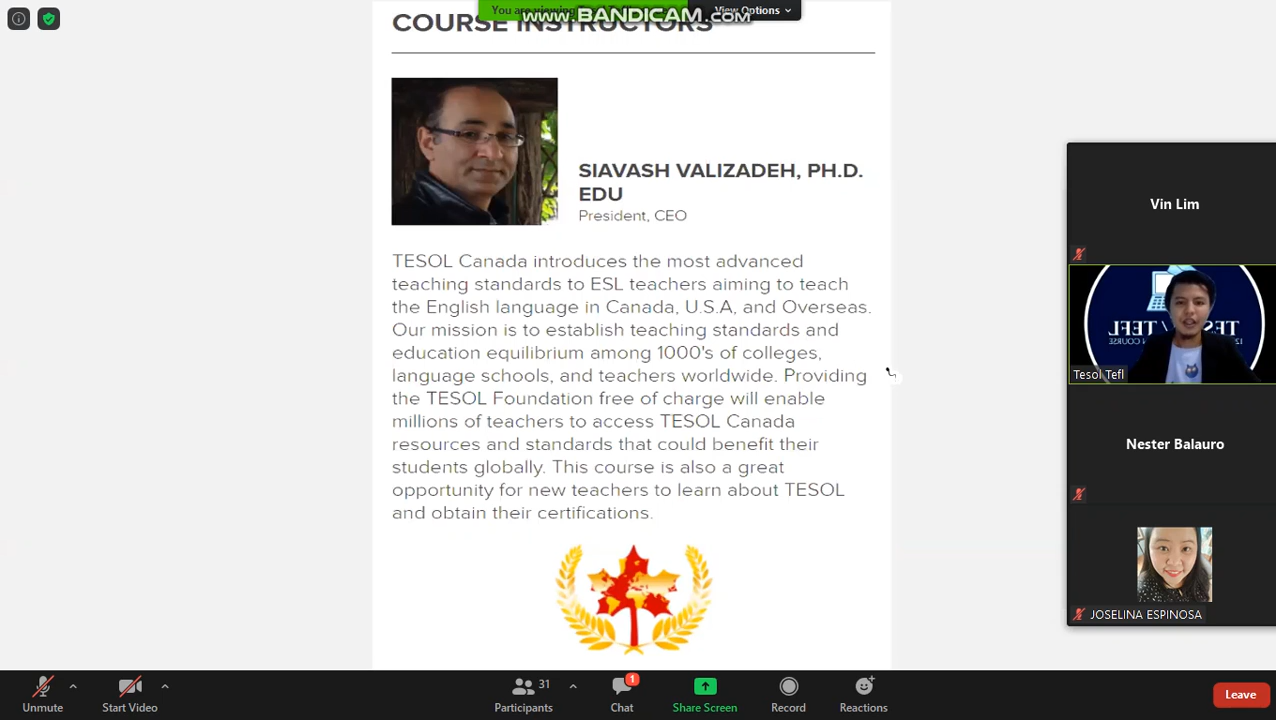 You are viewing
View Options
www.BANDICAM.com
COURSE INSTRUCTORS
SIAVASH VALIZADEH, PH.D.
EDU
President, CEO
TESOL Canada introduces the most advanced
teaching standards to ESL teachers aiming to teach
the English language in Canada, U.S.A, and Overseas.
Our mission is to establish teaching standards and
education equilibrium among 1000's of colleges,
language schools, and teachers worldwide. Providing
the TESOL Foundation free of charge will enable
millions of teachers to access TESOL Canada
resources and standards that could benefit their
students globally. This course is also a great
opportunity for new teachers to learn about TESOL
and obtain their certifications.
Vin Lim
TEFL
Tesol Tefl
Nester Balauro
JOSELINA ESPINOSA
Unmute
Start Video
31
Participants
1
Chat
Share Screen
Record
Reactions
Leave